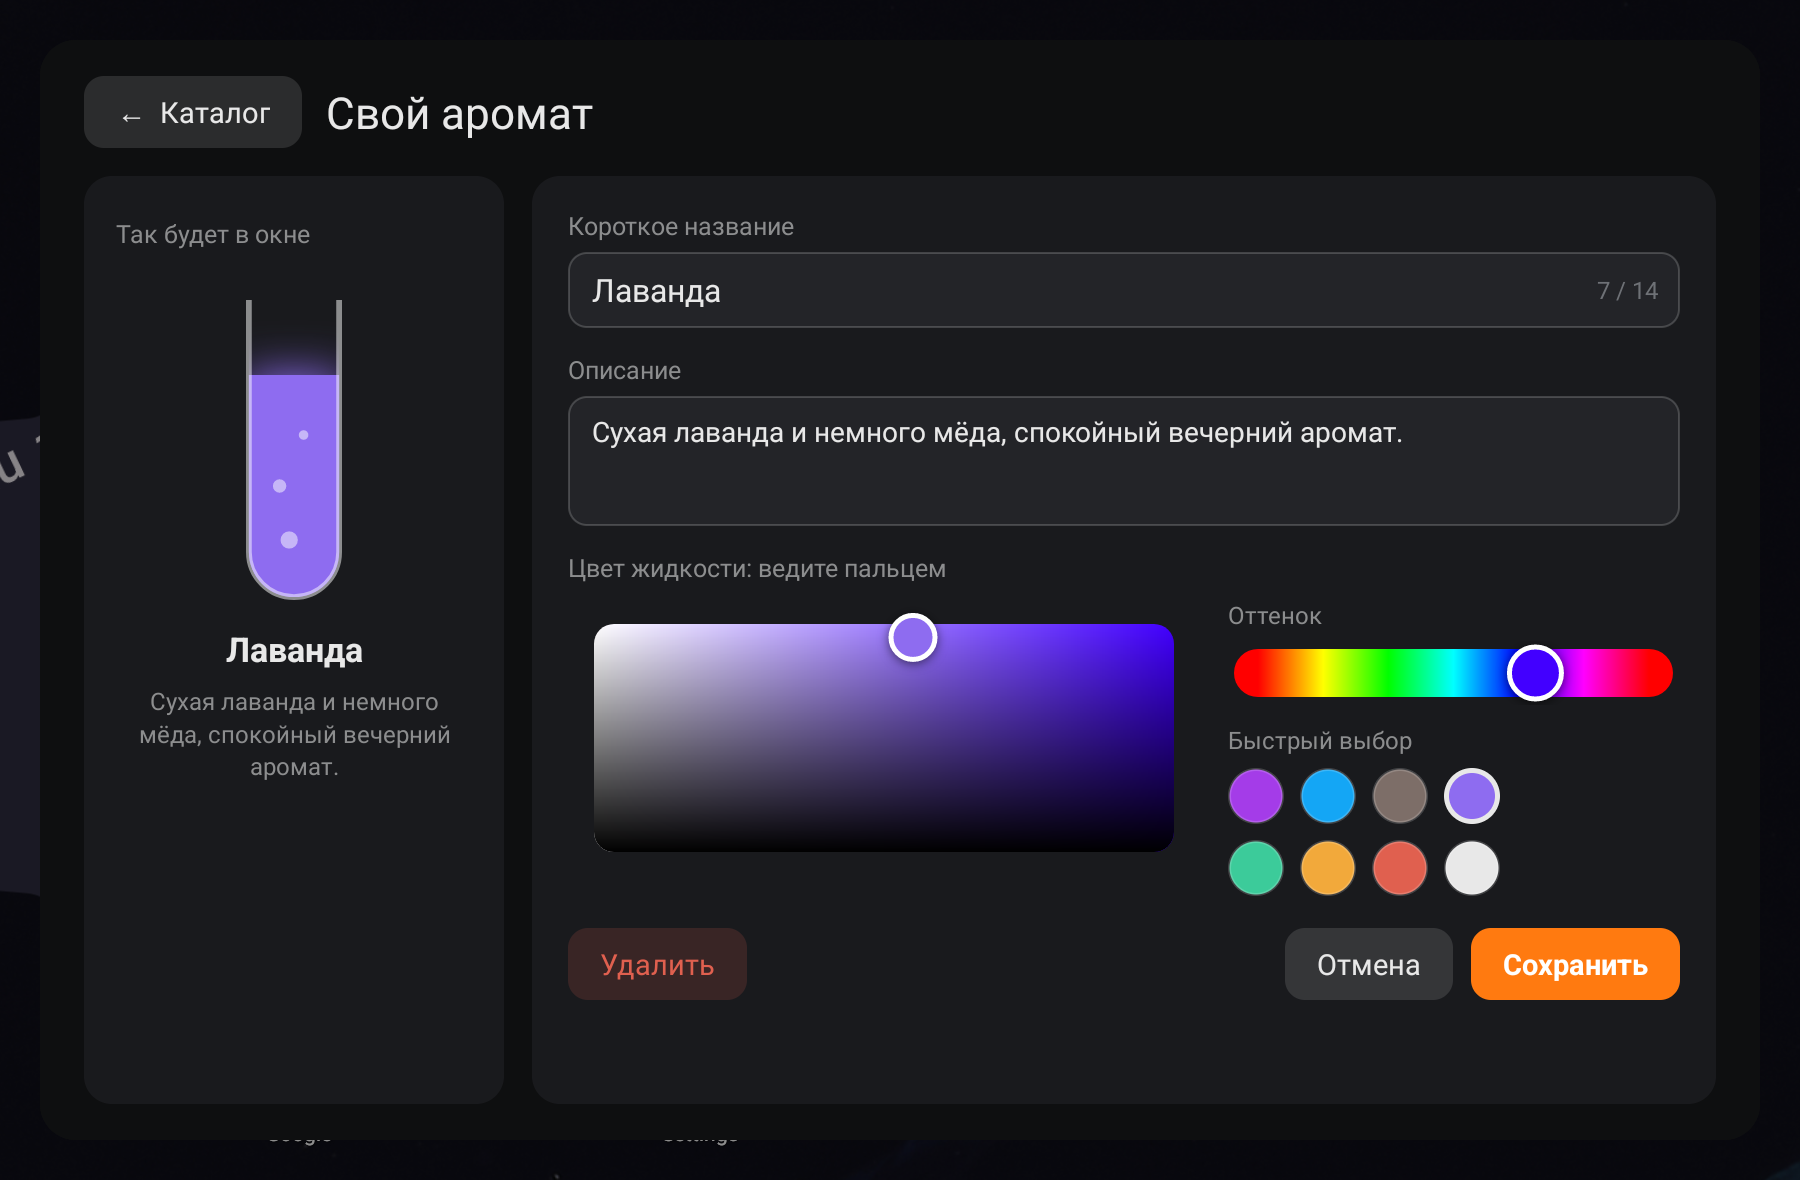 ← Каталог
Свой аромат
Так будет в окне
Лаванда
Сухая лаванда и немного
мёда, спокойный вечерний
аромат.
Короткое название
Лаванда
7 / 14
Описание
Сухая лаванда и немного мёда, спокойный вечерний аромат.
Цвет жидкости: ведите пальцем
Оттенок
Быстрый выбор
Удалить
Отмена
Сохранить